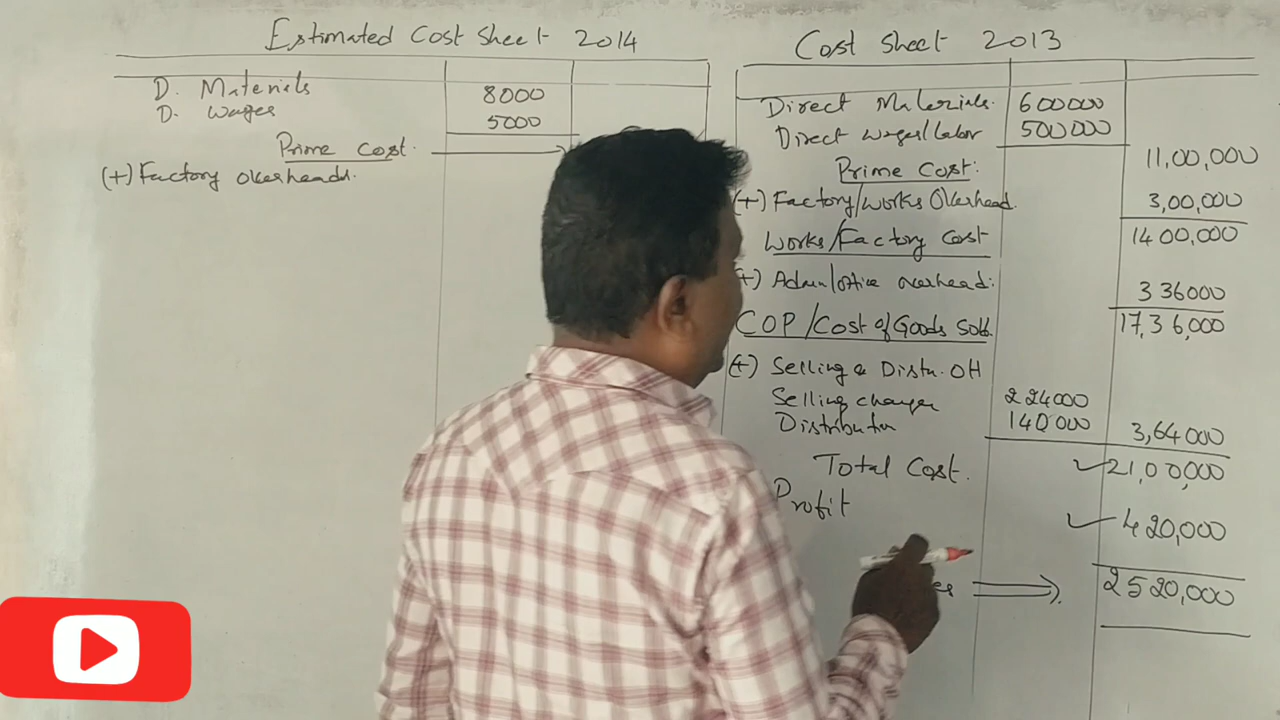 Estimated Cost Sheet 2014
D. Materials 8000
D. Wages 5000
Prime Cost.
(+) Factory overheads.
Cost Sheet 2013
Direct Materials. 600000
Direct wages/Labor 500000
Prime Cost: 11,00,000
(+) Factory/works Overhead. 3,00,000
Works/Factory Cost 1400,000
(+) Admn/office overhead: 336000
COP/Cost of Goods Sold. 17,36,000
(+) Selling & Distn. OH
Selling charges 224000
Distribution 140000 3,64000
Total Cost. 21,00,000
Profit 420,000
2520,000